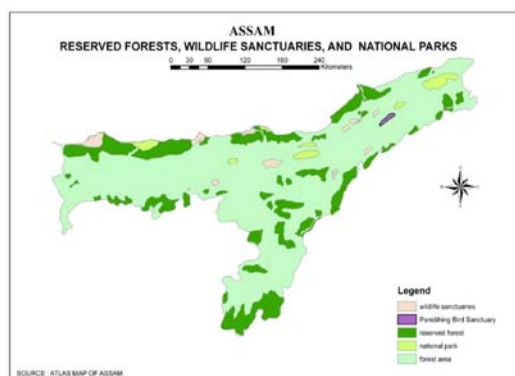 ASSAM
RESERVED FORESTS, WILDLIFE SANCTUARIES, AND NATIONAL PARKS
0 30 60 120 180 240
Kilometers
Legend
wildlife sanctuaries
Panidihing Bird Sanctuary
reserved forest
national park
forest area
SOURCE : ATLAS MAP OF ASSAM